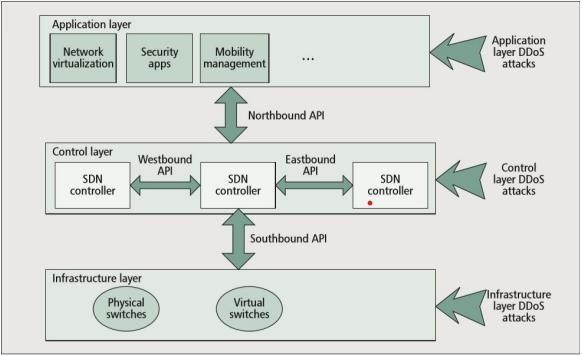 Application layer
Network
virtualization
Security
apps
Mobility
management
...
Application
layer DDoS
attacks
Northbound API
Control layer
SDN
controller
Westbound
API
SDN
controller
Eastbound
API
SDN
controller
Control
layer DDoS
attacks
Southbound API
Infrastructure layer
Physical
switches
Virtual
switches
Infrastructure
layer DDoS
attacks